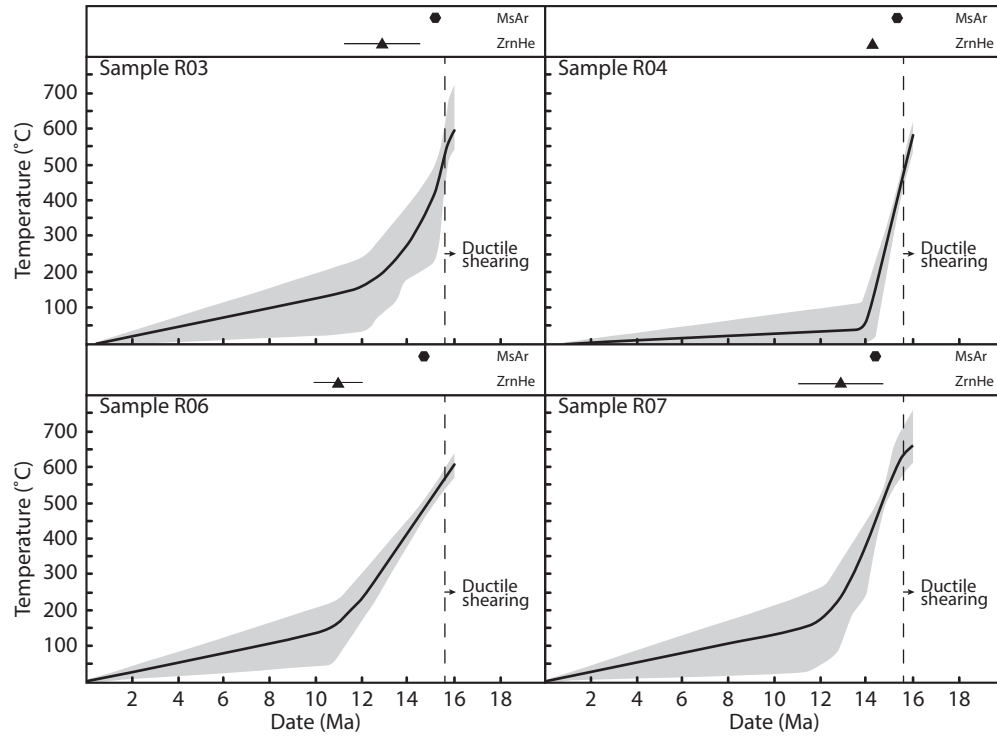 MsAr
ZrnHe
MsAr
ZrnHe
Sample R03
Sample R04
Temperature (˚C)
700
600
500
400
300
200
100
Ductile
shearing
Ductile
shearing
MsAr
ZrnHe
MsAr
ZrnHe
Sample R06
Sample R07
Temperature (˚C)
700
600
500
400
300
200
100
Ductile
shearing
Ductile
shearing
2 4 6 8 10 12 14 16 18
2 4 6 8 10 12 14 16 18
Date (Ma)
Date (Ma)